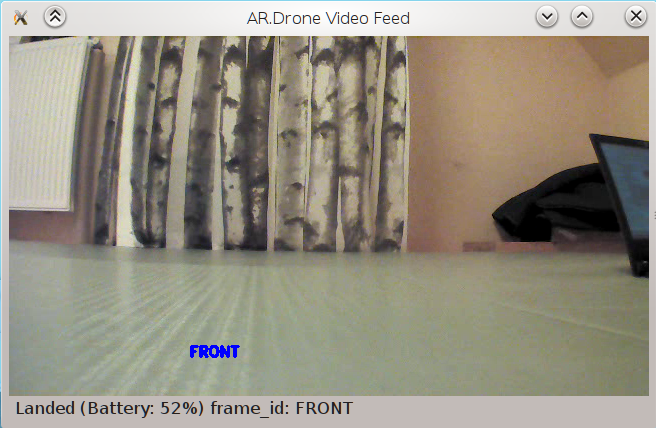 AR.Drone Video Feed
FRONT
Landed (Battery: 52%) frame_id: FRONT